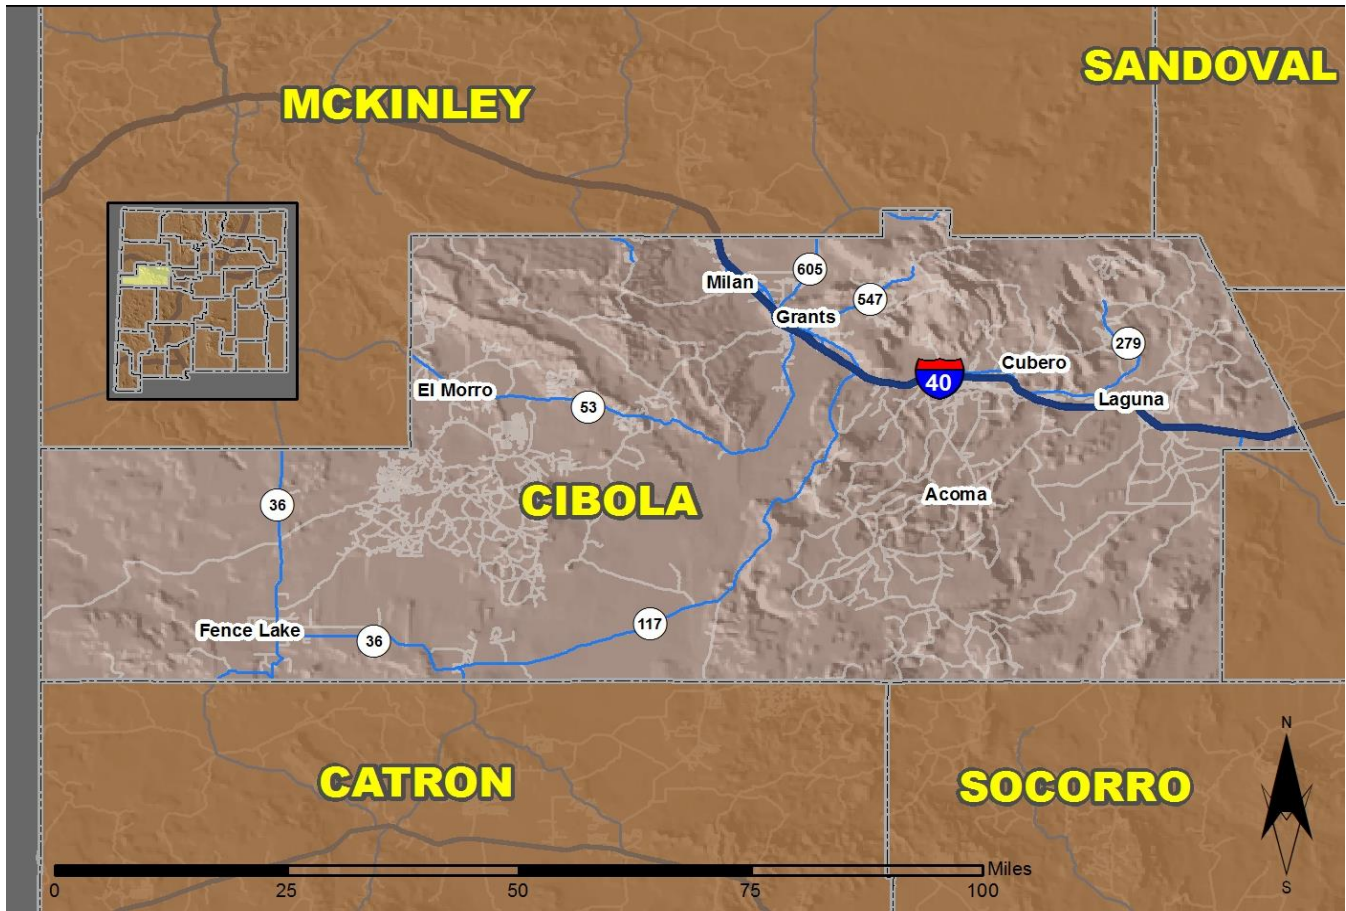 SANDOVAL
MCKINLEY
605
Milan
547
Grants
279
Cubero
40
El Morro
53
Laguna
CIBOLA
Acoma
36
117
Fence Lake
36
N
CATRON
SOCORRO
Miles
0 25 50 75 100
S